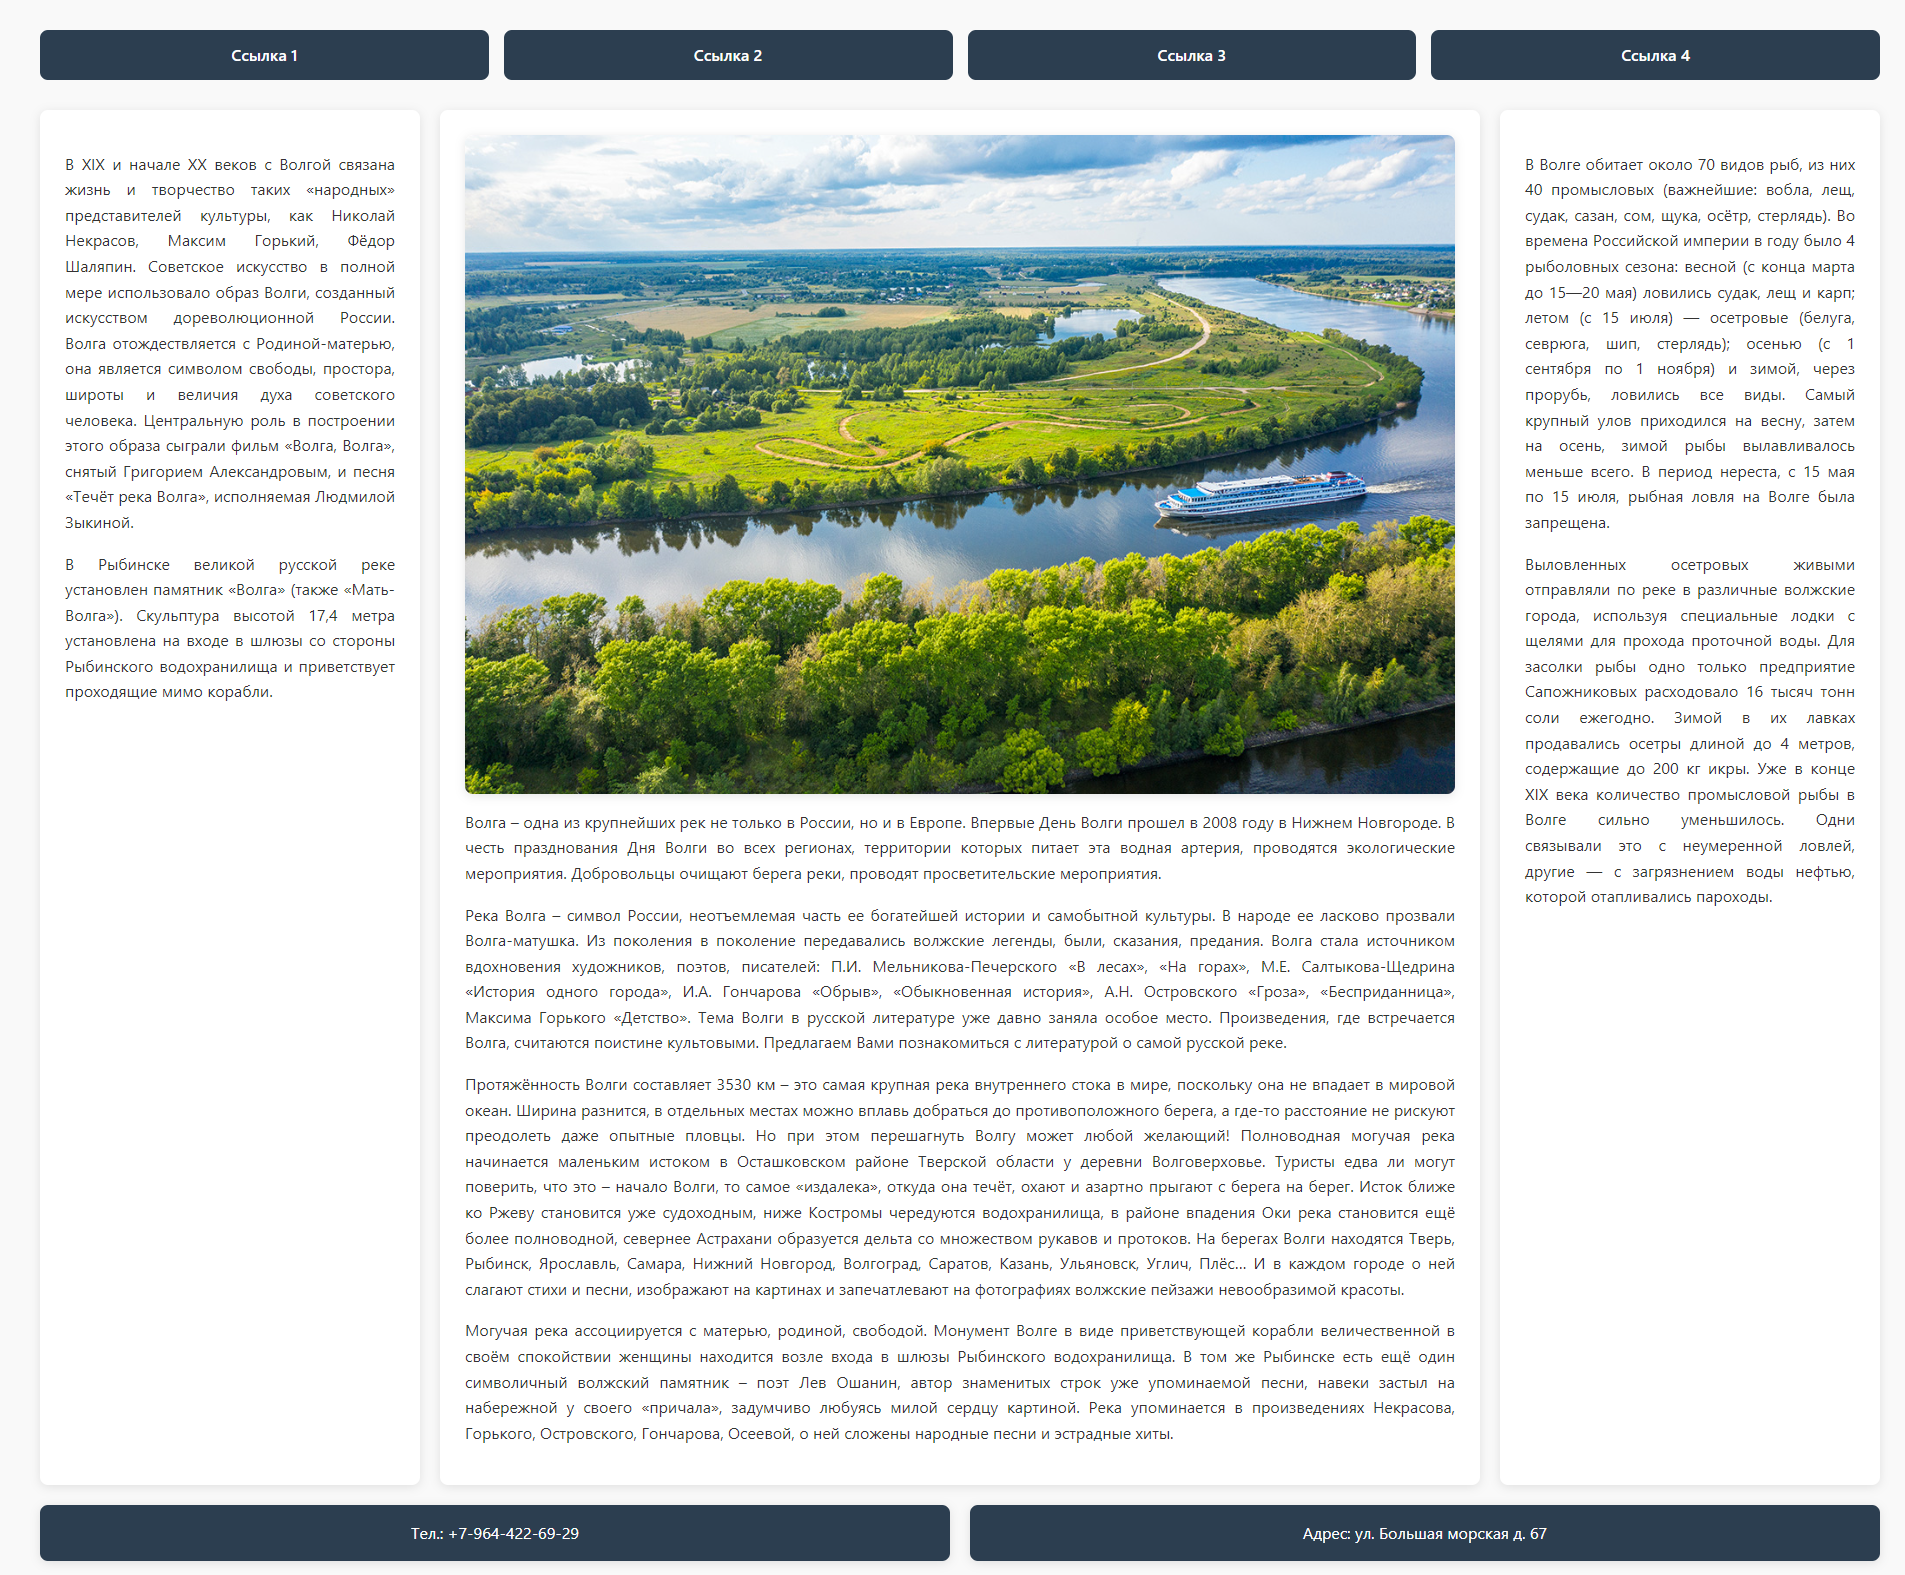 Ссылка 1
Ссылка 2
Ссылка 3
Ссылка 4
В XIX и начале XX веков с Волгой связана
жизнь и творчество таких «народных»
представителей культуры, как Николай
Некрасов, Максим Горький, Фёдор
Шаляпин. Советское искусство в полной
мере использовало образ Волги, созданный
искусством дореволюционной России.
Волга отождествляется с Родиной-матерью,
она является символом свободы, простора,
широты и величия духа советского
человека. Центральную роль в построении
этого образа сыграли фильм «Волга, Волга»,
снятый Григорием Александровым, и песня
«Течёт река Волга», исполняемая Людмилой
Зыкиной.
В Рыбинске великой русской реке
установлен памятник «Волга» (также «Мать-
Волга»). Скульптура высотой 17,4 метра
установлена на входе в шлюзы со стороны
Рыбинского водохранилища и приветствует
проходящие мимо корабли.
Волга – одна из крупнейших рек не только в России, но и в Европе. Впервые День Волги прошел в 2008 году в Нижнем Новгороде. В
честь празднования Дня Волги во всех регионах, территории которых питает эта водная артерия, проводятся экологические
мероприятия. Добровольцы очищают берега реки, проводят просветительские мероприятия.
Река Волга – символ России, неотъемлемая часть ее богатейшей истории и самобытной культуры. В народе ее ласково прозвали
Волга-матушка. Из поколения в поколение передавались волжские легенды, были, сказания, предания. Волга стала источником
вдохновения художников, поэтов, писателей: П.И. Мельникова-Печерского «В лесах», «На горах», М.Е. Салтыкова-Щедрина
«История одного города», И.А. Гончарова «Обрыв», «Обыкновенная история», А.Н. Островского «Гроза», «Бесприданница»,
Максима Горького «Детство». Тема Волги в русской литературе уже давно заняла особое место. Произведения, где встречается
Волга, считаются поистине культовыми. Предлагаем Вами познакомиться с литературой о самой русской реке.
Протяжённость Волги составляет 3530 км – это самая крупная река внутреннего стока в мире, поскольку она не впадает в мировой
океан. Ширина разнится, в отдельных местах можно вплавь добраться до противоположного берега, а где-то расстояние не рискуют
преодолеть даже опытные пловцы. Но при этом перешагнуть Волгу может любой желающий! Полноводная могучая река
начинается маленьким истоком в Осташковском районе Тверской области у деревни Волговерховье. Туристы едва ли могут
поверить, что это – начало Волги, то самое «издалека», откуда она течёт, охают и азартно прыгают с берега на берег. Исток ближе
ко Ржеву становится уже судоходным, ниже Костромы чередуются водохранилища, в районе впадения Оки река становится ещё
более полноводной, севернее Астрахани образуется дельта со множеством рукавов и протоков. На берегах Волги находятся Тверь,
Рыбинск, Ярославль, Самара, Нижний Новгород, Волгоград, Саратов, Казань, Ульяновск, Углич, Плёс... И в каждом городе о ней
слагают стихи и песни, изображают на картинах и запечатлевают на фотографиях волжские пейзажи невообразимой красоты.
Могучая река ассоциируется с матерью, родиной, свободой. Монумент Волге в виде приветствующей корабли величественной в
своём спокойствии женщины находится возле входа в шлюзы Рыбинского водохранилища. В том же Рыбинске есть ещё один
символичный волжский памятник – поэт Лев Ошанин, автор знаменитых строк уже упоминаемой песни, навеки застыл на
набережной у своего «причала», задумчиво любуясь милой сердцу картиной. Река упоминается в произведениях Некрасова,
Горького, Островского, Гончарова, Осеевой, о ней сложены народные песни и эстрадные хиты.
В Волге обитает около 70 видов рыб, из них
40 промысловых (важнейшие: вобла, лещ,
судак, сазан, сом, щука, осётр, стерлядь). Во
времена Российской империи в году было 4
рыболовных сезона: весной (с конца марта
до 15—20 мая) ловились судак, лещ и карп;
летом (с 15 июля) — осетровые (белуга,
севрюга, шип, стерлядь); осенью (с 1
сентября по 1 ноября) и зимой, через
прорубь, ловились все виды. Самый
крупный улов приходился на весну, затем
на осень, зимой рыбы вылавливалось
меньше всего. В период нереста, с 15 мая
по 15 июля, рыбная ловля на Волге была
запрещена.
Выловленных осетровых живыми
отправляли по реке в различные волжские
города, используя специальные лодки с
щелями для прохода проточной воды. Для
засолки рыбы одно только предприятие
Сапожниковых расходовало 16 тысяч тонн
соли ежегодно. Зимой в их лавках
продавались осетры длиной до 4 метров,
содержащие до 200 кг икры. Уже в конце
XIX века количество промысловой рыбы в
Волге сильно уменьшилось. Одни
связывали это с неумеренной ловлей,
другие — с загрязнением воды нефтью,
которой отапливались пароходы.
Тел.: +7-964-422-69-29
Адрес: ул. Большая морская д. 67